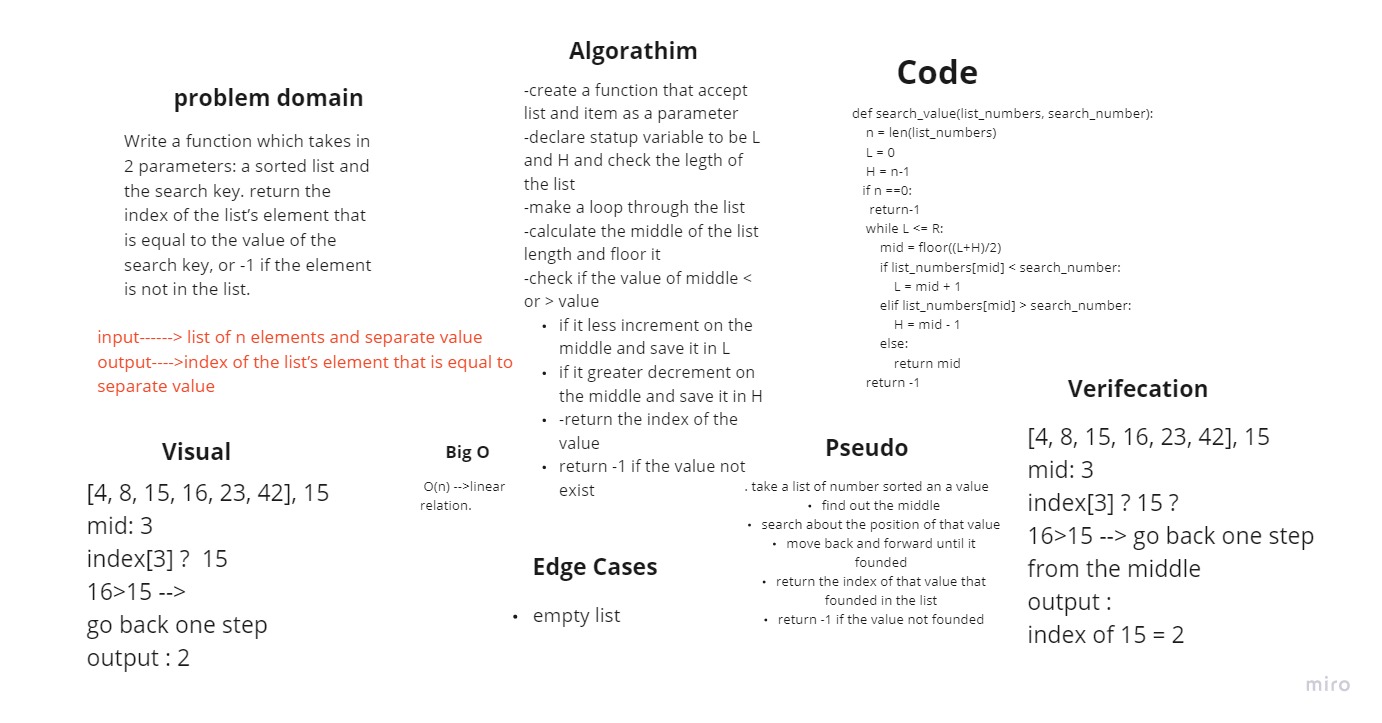 problem domain
Write a function which takes in
2 parameters: a sorted list and
the search key. return the
index of the list’s element that
is equal to the value of the
search key, or -1 if the element
is not in the list.
input------> list of n elements and separate value
output---->index of the list’s element that is equal to
separate value
Visual
[4, 8, 15, 16, 23, 42], 15
mid: 3
index[3] ?  15
16>15 -->
go back one step
output : 2
Big O
O(n) -->linear
relation.
Algorathim
-create a function that accept
list and item as a parameter
-declare statup variable to be L
and H and check the legth of
the list
-make a loop through the list
-calculate the middle of the list
length and floor it
-check if the value of middle <
or > value
• if it less increment on the
middle and save it in L
• if it greater decrement on
the middle and save it in H
• -return the index of the
value
• return -1 if the value not
exist
Edge Cases
• empty list
Code
def search_value(list_numbers, search_number):
n = len(list_numbers)
L = 0
H = n-1
if n ==0:
return-1
while L <= R:
mid = floor((L+H)/2)
if list_numbers[mid] < search_number:
L = mid + 1
elif list_numbers[mid] > search_number:
H = mid - 1
else:
return mid
return -1
Pseudo
. take a list of number sorted an a value
• find out the middle
• search about the position of that value
• move back and forward until it
founded
• return the index of that value that
founded in the list
• return -1 if the value not founded
Verifecation
[4, 8, 15, 16, 23, 42], 15
mid: 3
index[3] ? 15 ?
16>15 --> go back one step
from the middle
output :
index of 15 = 2
miro